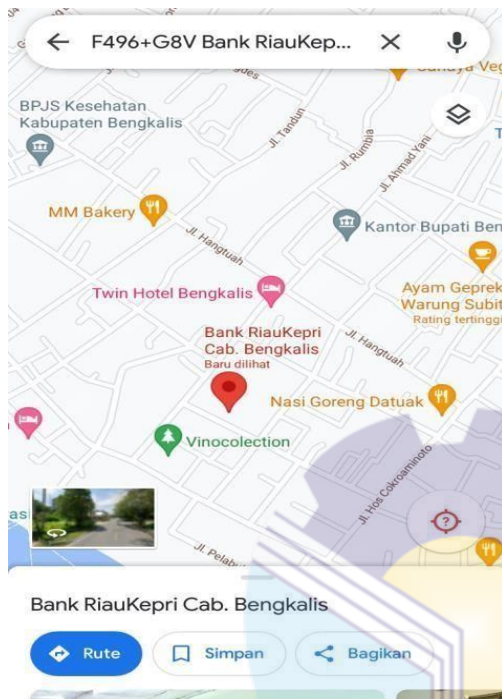 F496+G8V Bank RiauKep...
BPJS Kesehatan
Kabupaten Bengkalis
Jl. Tandun
Jl. Rumbia
Jl. Ahmad Yani
MM Bakery
Jl. Hangtuah
Kantor Bupati Ben
Twin Hotel Bengkalis
Ayam Geprek
Warung Subit
Rating tertinggi
Bank RiauKepri
Cab. Bengkalis
Baru dilihat
Jl. Hangtuah
Nasi Goreng Datuak
Vinocolection
Jl. Hos Cokroaminoto
Jl. Pelabu
Bank RiauKepri Cab. Bengkalis
Rute
Simpan
Bagikan